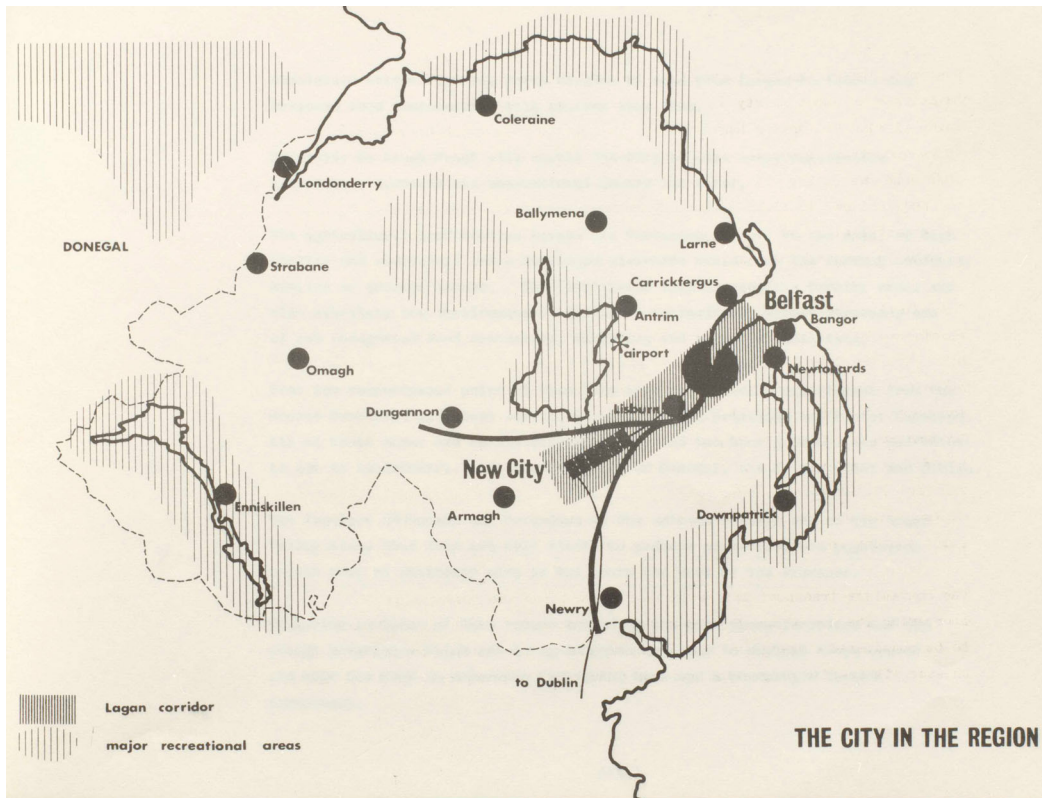 Coleraine
Londonderry
Ballymena
DONEGAL
Larne
Strabane
Carrickfergus
Belfast
Antrim
Bangor
airport
Omagh
Newtonards
Lisburn
Dungannon
New City
Enniskillen
Armagh
Downpatrick
Newry
to Dublin
Lagan corridor
major recreational areas
THE CITY IN THE REGION